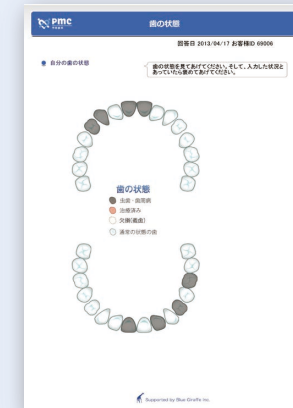 pmc
歯の状態
回答日 2013/04/17 お客様ID 69006
自分の歯の状態
歯の状態を見てあげてください。そして、入力した状況と
あっていたら褒めてあげてください。
歯の状態
虫歯・歯周病
治療済み
欠損(義歯)
通常の状態の歯
Supported by Blue Giraffe inc.